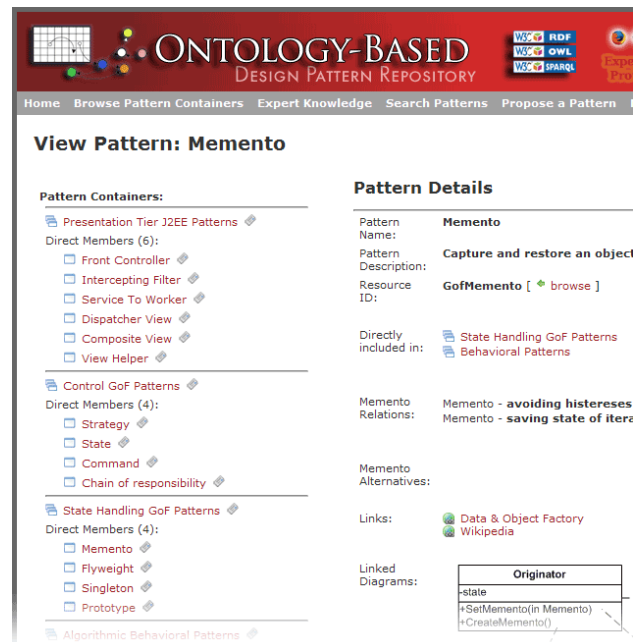 ONTOLOGY-BASED
DESIGN PATTERN REPOSITORY
W3C RDF
W3C OWL
W3C SPARQL
Home Browse Pattern Containers Expert Knowledge Search Patterns Propose a Pattern
View Pattern: Memento
Pattern Containers:
Presentation Tier J2EE Patterns
Direct Members (6):
Front Controller
Intercepting Filter
Service To Worker
Dispatcher View
Composite View
View Helper
Control GoF Patterns
Direct Members (4):
Strategy
State
Command
Chain of responsibility
State Handling GoF Patterns
Direct Members (4):
Memento
Flyweight
Singleton
Prototype
Algorithmic Behavioral Patterns
Pattern Details
Pattern Name: Memento
Pattern Description: Capture and restore an object
Resource ID: GofMemento [ browse ]
Directly included in: State Handling GoF Patterns
Behavioral Patterns
Memento Relations: Memento - avoiding histereses
Memento - saving state of itera
Memento Alternatives:
Links: Data & Object Factory
Wikipedia
Linked Diagrams:
Originator
-state
+SetMemento(in Memento)
+CreateMemento()